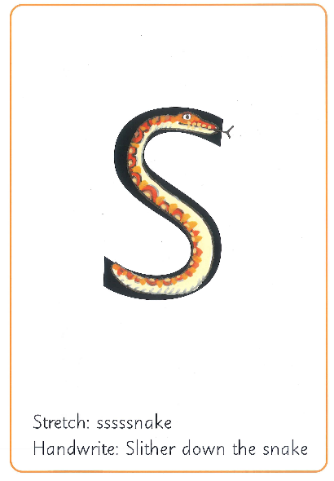 s
Stretch: sssssnake
Handwrite: Slither down the snake